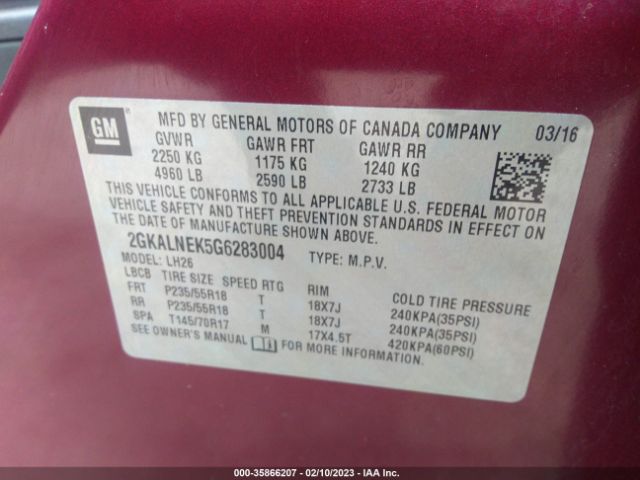 GM
MFD BY GENERAL MOTORS OF CANADA COMPANY 03/16
GVWR GAWR FRT GAWR RR
2250 KG 1175 KG 1240 KG
4960 LB 2590 LB 2733 LB
THIS VEHICLE CONFORMS TO ALL APPLICABLE U.S. FEDERAL MOTOR
VEHICLE SAFETY AND THEFT PREVENTION STANDARDS IN EFFECT ON
THE DATE OF MANUFACTURE SHOWN ABOVE.
2GKALNEK5G6283004 TYPE: M.P.V.
MODEL: LH26
LBCB TIRE SIZE SPEED RTG RIM COLD TIRE PRESSURE
FRT P235/55R18 T 18X7J 240KPA(35PSI)
RR P235/55R18 T 18X7J 240KPA(35PSI)
SPA T145/70R17 M 17X4.5T 420KPA(60PSI)
SEE OWNER'S MANUAL FOR MORE INFORMATION.
000-35866207 - 02/10/2023 - IAA Inc.